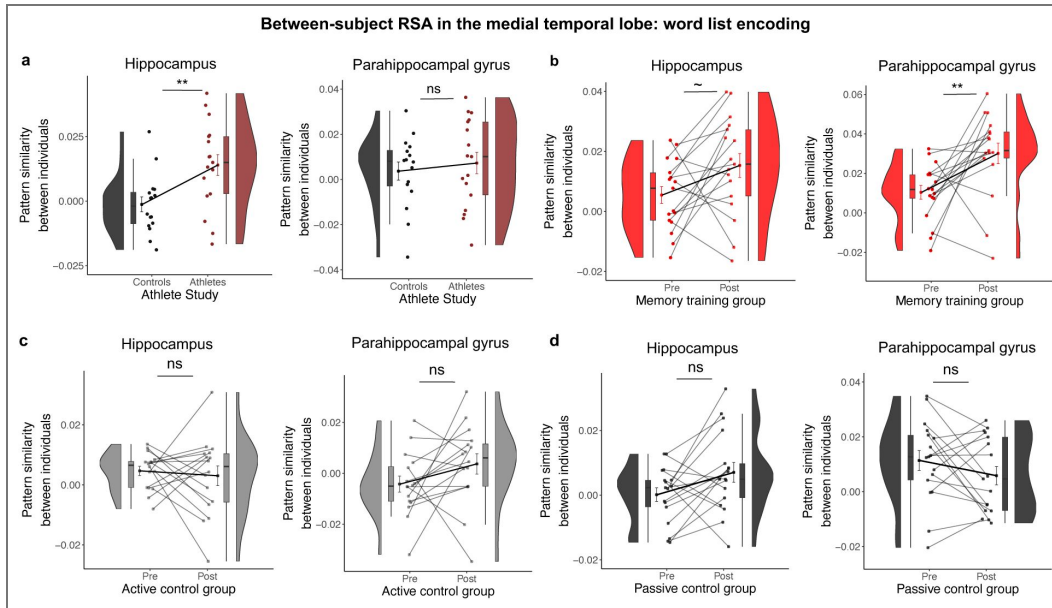 Between-subject RSA in the medial temporal lobe: word list encoding
a
Hippocampus
**
Pattern similarity
between individuals
0.025
0.000
−0.025
Controls
Athletes
Athlete Study
Parahippocampal gyrus
ns
Pattern similarity
between individuals
0.04
0.02
0.00
−0.02
−0.04
Controls
Athletes
Athlete Study
b
Hippocampus
~
Pattern similarity
between individuals
0.04
0.02
0.00
−0.02
Pre
Post
Memory training group
Parahippocampal gyrus
**
Pattern similarity
between individuals
0.06
0.04
0.02
0.00
−0.02
Pre
Post
Memory training group
c
Hippocampus
ns
Pattern similarity
between individuals
0.02
0.00
−0.02
Pre
Post
Active control group
Parahippocampal gyrus
ns
Pattern similarity
between individuals
0.02
0.00
−0.02
Pre
Post
Active control group
d
Hippocampus
ns
Pattern similarity
between individuals
0.02
0.00
−0.02
Pre
Post
Passive control group
Parahippocampal gyrus
ns
Pattern similarity
between individuals
0.04
0.02
0.00
−0.02
Pre
Post
Passive control group